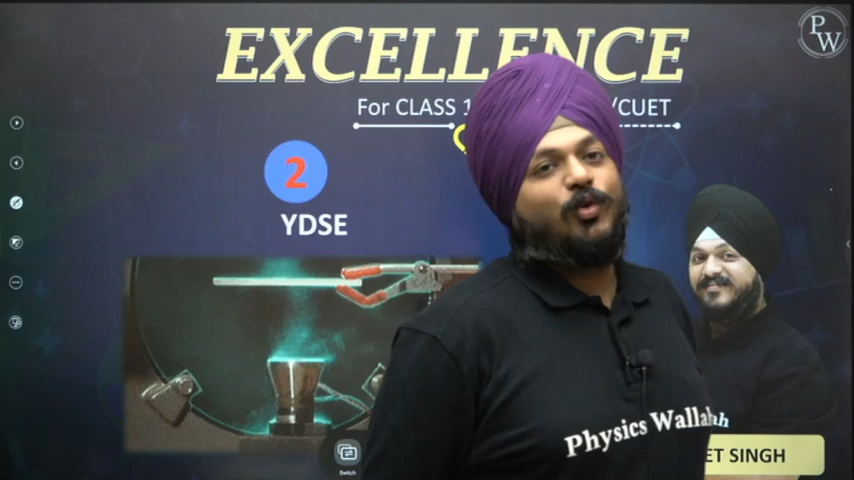 EXCELLENCE
PW
For CLASS 1 /CUET
2
YDSE
Physics Wallah
ET SINGH
Switch